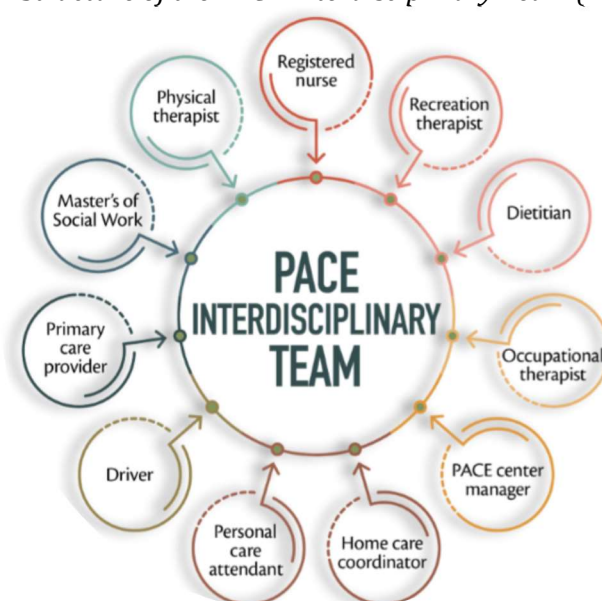 Registered
nurse
Recreation
therapist
Dietitian
Occupational
therapist
PACE center
manager
Home care
coordinator
Personal
care
attendant
Driver
Primary
care
provider
Master's of
Social Work
Physical
therapist
PACE
INTERDISCIPLINARY
TEAM